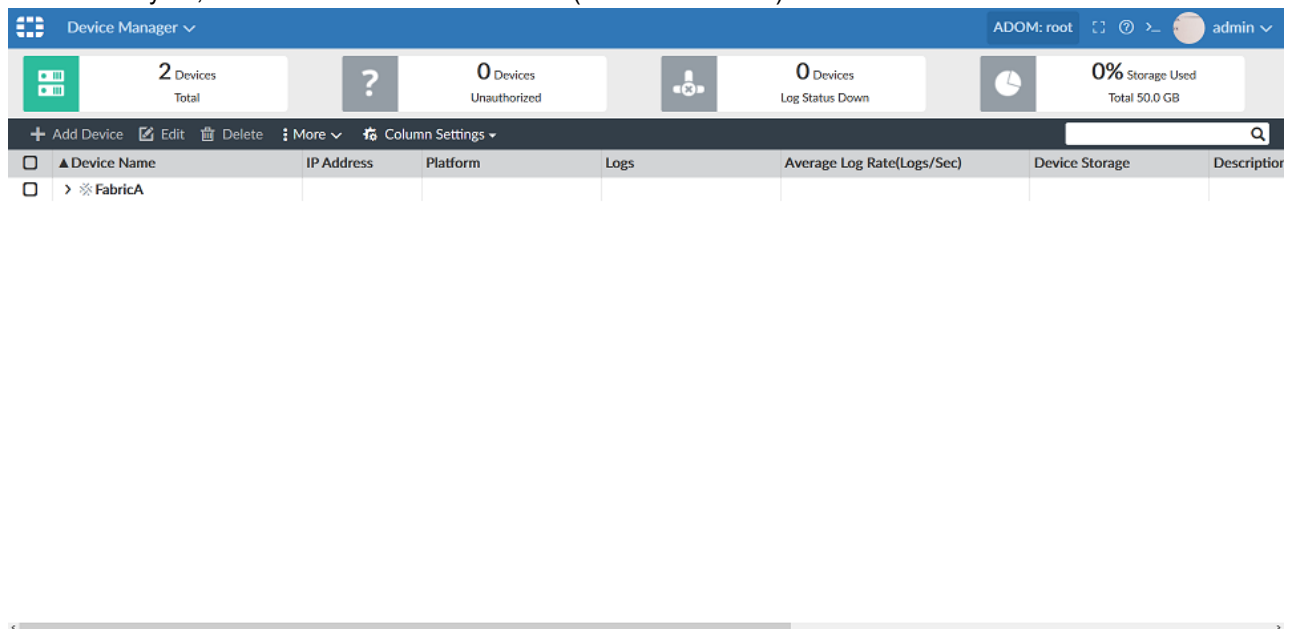 Device Manager ADOM: root admin
2 Devices 0 Devices 0 Devices 0% Storage Used
Total Unauthorized Log Status Down Total 50.0 GB
+ Add Device Edit Delete More Column Settings
▲Device Name IP Address Platform Logs Average Log Rate(Logs/Sec) Device Storage Description
FabricA